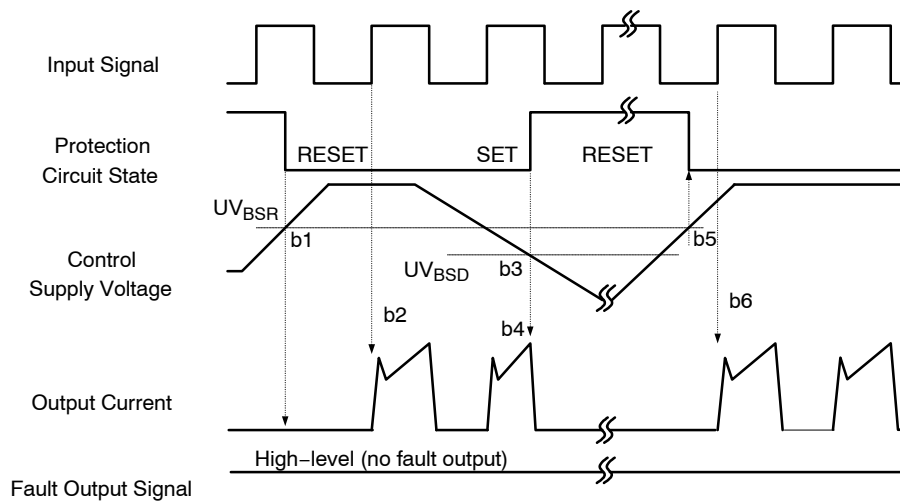 Input Signal
Protection
Circuit State
RESET
SET
RESET
UVBSR
b1
b5
Control
Supply Voltage
UVBSD
b3
b2
b4
b6
Output Current
High−level (no fault output)
Fault Output Signal